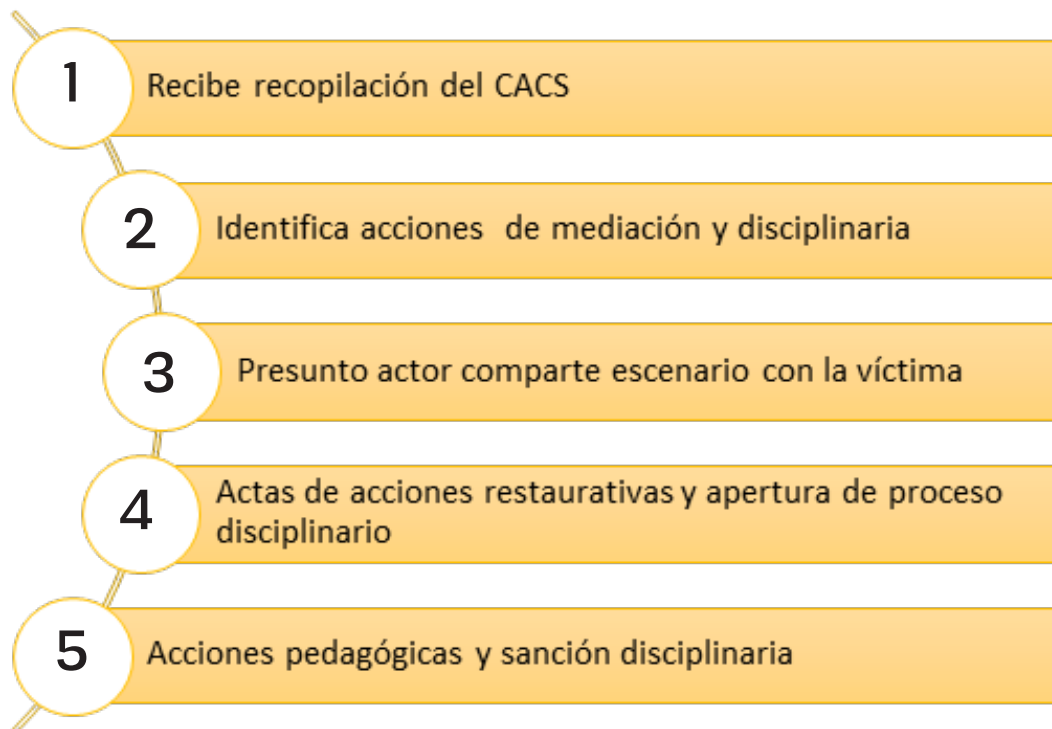 1
Recibe recopilación del CACS
2
Identifica acciones de mediación y disciplinaria
3
Presunto actor comparte escenario con la víctima
4
Actas de acciones restaurativas y apertura de proceso
disciplinario
5
Acciones pedagógicas y sanción disciplinaria